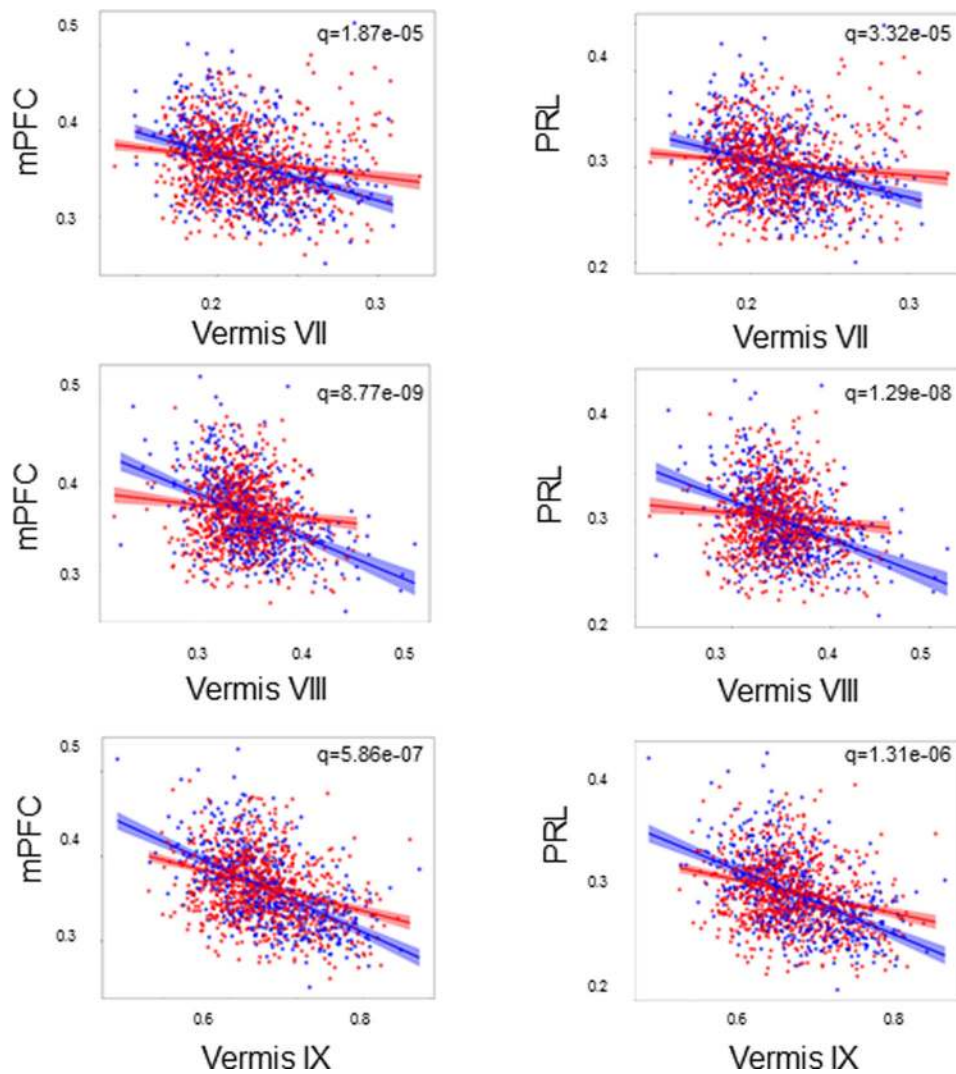 0.5
q=1.87e-05
mPFC
0.4
0.3
0.2
0.3
Vermis VII
q=3.32e-05
0.4
PRL
0.3
0.2
0.2
0.3
Vermis VII
0.5
q=8.77e-09
mPFC
0.4
0.3
0.3
0.4
0.5
Vermis VIII
q=1.29e-08
0.4
PRL
0.3
0.2
0.3
0.4
0.5
Vermis VIII
0.5
q=5.86e-07
mPFC
0.4
0.3
0.6
0.8
Vermis IX
q=1.31e-06
0.4
PRL
0.3
0.2
0.6
0.8
Vermis IX